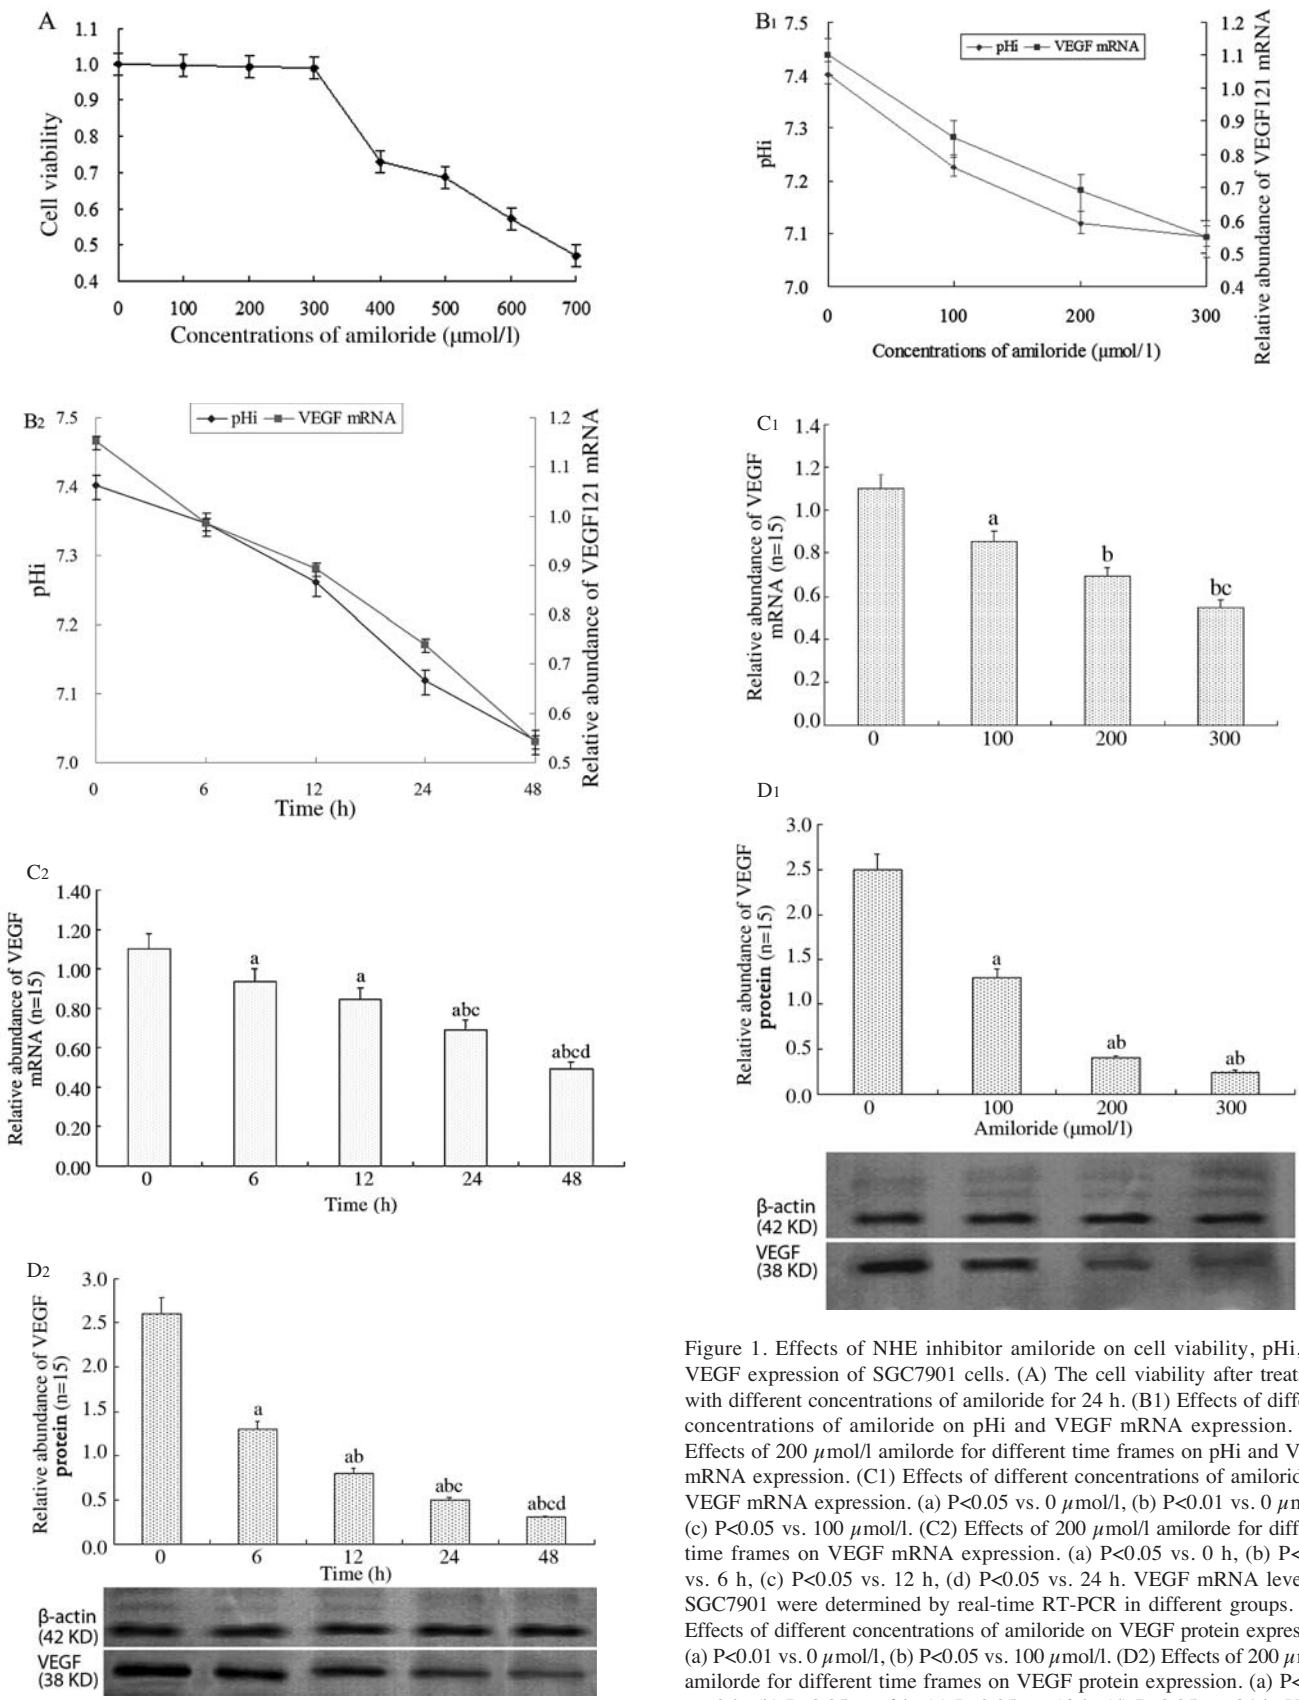 A
1.1
1.0
0.9
0.8
0.7
0.6
0.5
0.4
Cell viability
0 100 200 300 400 500 600 700
Concentrations of amiloride (µmol/l)
B1
7.5
7.4
7.3
7.2
7.1
7.0
pHi
pHi VEGF mRNA
1.2
1.1
1.0
0.9
0.8
0.7
0.6
0.5
0.4
Relative abundance of VEGF121 mRNA
0 100 200 300
Concentrations of amiloride (µmol/l)
B2
7.5
7.4
7.3
7.2
7.1
7.0
pHi
pHi VEGF mRNA
1.2
1.1
1.0
0.9
0.8
0.7
0.6
0.5
Relative abundance of VEGF121 mRNA
0 6 12 24 48
Time (h)
C1
1.4
1.2
1.0
0.8
0.6
0.4
0.2
0.0
Relative abundance of VEGF
mRNA (n=15)
a
b
bc
0 100 200 300
C2
1.40
1.20
1.00
0.80
0.60
0.40
0.20
0.00
Relative abundance of VEGF
mRNA (n=15)
a
a
abc
abcd
0 6 12 24 48
Time (h)
D1
3.0
2.5
2.0
1.5
1.0
0.5
0.0
Relative abundance of VEGF
protein (n=15)
a
ab
ab
0 100 200 300
Amiloride (µmol/l)
β-actin
(42 KD)
VEGF
(38 KD)
D2
3.0
2.5
2.0
1.5
1.0
0.5
0.0
Relative abundance of VEGF
protein (n=15)
a
ab
abc
abcd
0 6 12 24 48
Time (h)
β-actin
(42 KD)
VEGF
(38 KD)
Figure 1. Effects of NHE inhibitor amiloride on cell viability, pHi,
VEGF expression of SGC7901 cells. (A) The cell viability after treat
with different concentrations of amiloride for 24 h. (B1) Effects of diffe
concentrations of amiloride on pHi and VEGF mRNA expression.
Effects of 200 µmol/l amilorde for different time frames on pHi and V
mRNA expression. (C1) Effects of different concentrations of amilorid
VEGF mRNA expression. (a) P<0.05 vs. 0 µmol/l, (b) P<0.01 vs. 0 µm
(c) P<0.05 vs. 100 µmol/l. (C2) Effects of 200 µmol/l amilorde for diffe
time frames on VEGF mRNA expression. (a) P<0.05 vs. 0 h, (b) P<
vs. 6 h, (c) P<0.05 vs. 12 h, (d) P<0.05 vs. 24 h. VEGF mRNA leve
SGC7901 were determined by real-time RT-PCR in different groups.
Effects of different concentrations of amiloride on VEGF protein expres
(a) P<0.01 vs. 0 µmol/l, (b) P<0.05 vs. 100 µmol/l. (D2) Effects of 200 µ
amilorde for different time frames on VEGF protein expression. (a) P<